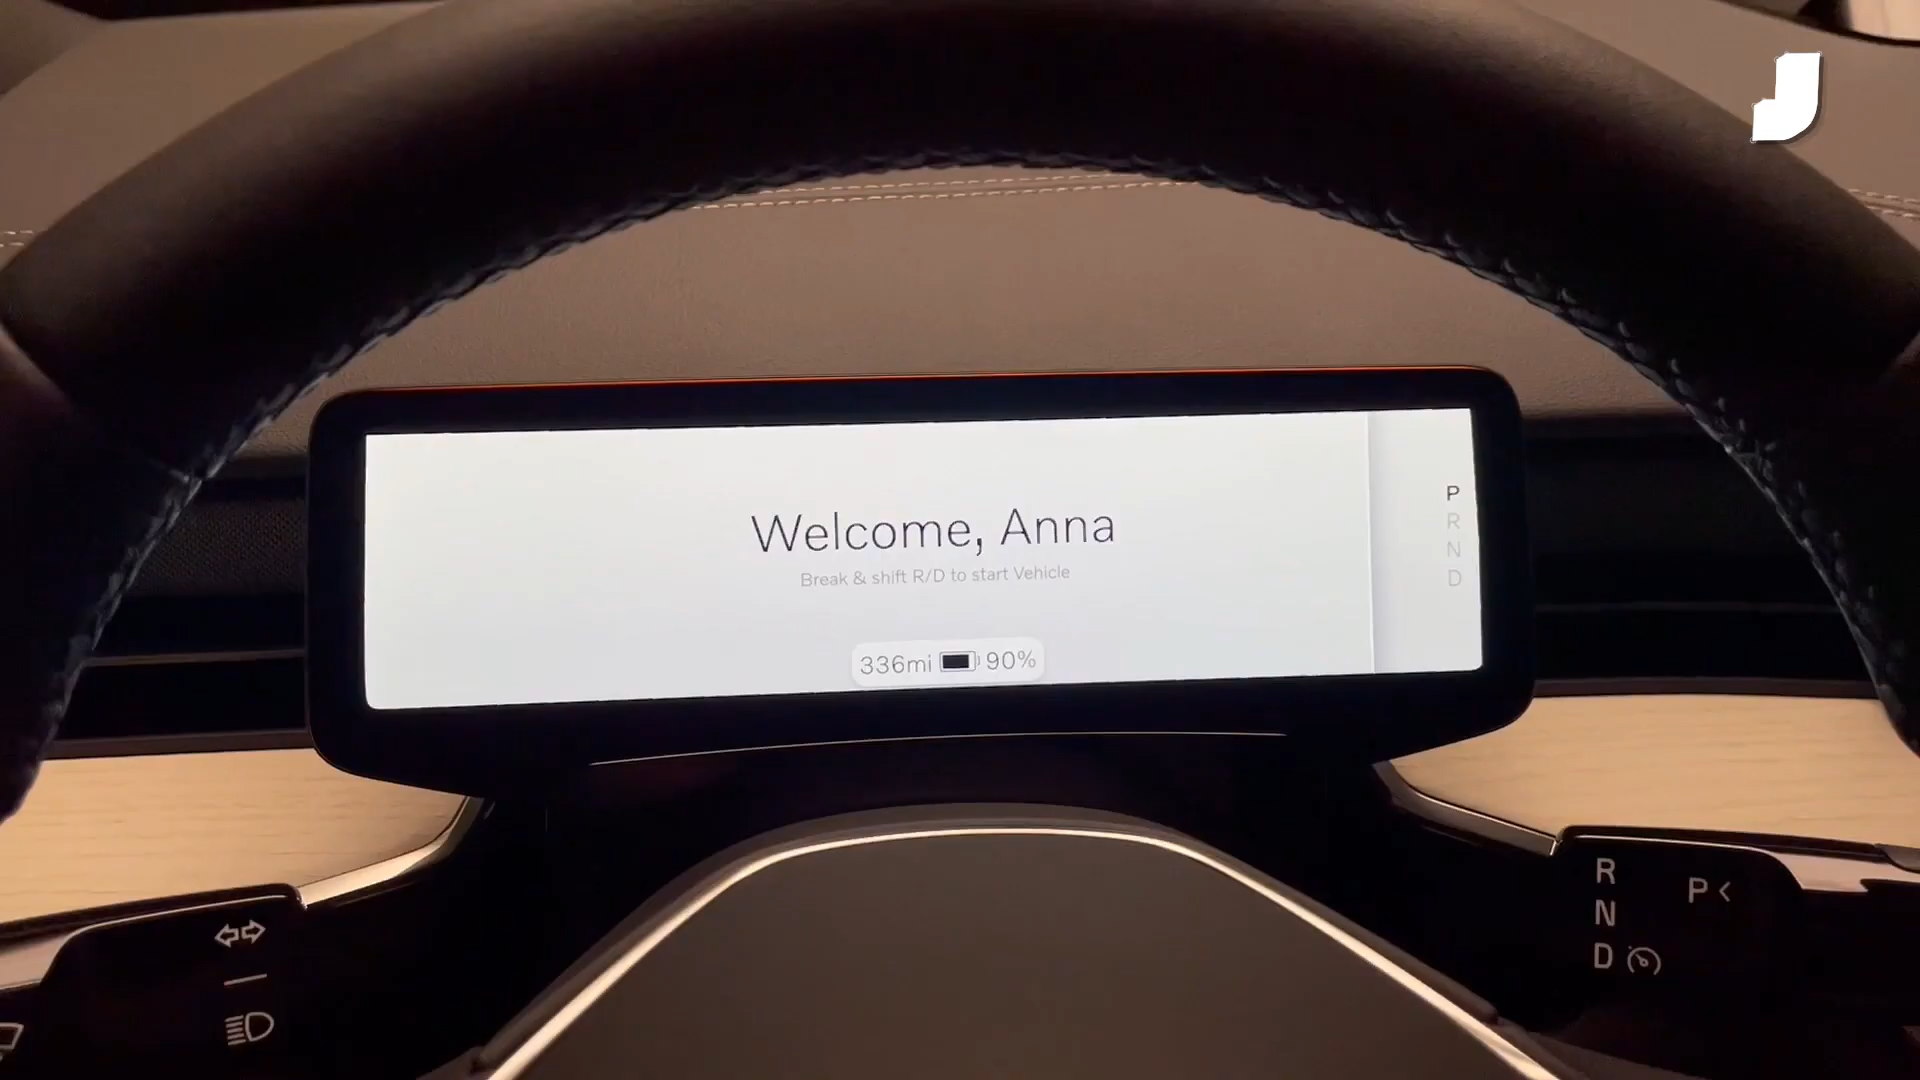 Welcome, Anna
Break & shift R/D to start Vehicle
336mi 90%
P
R
N
D
R
N
D
P <